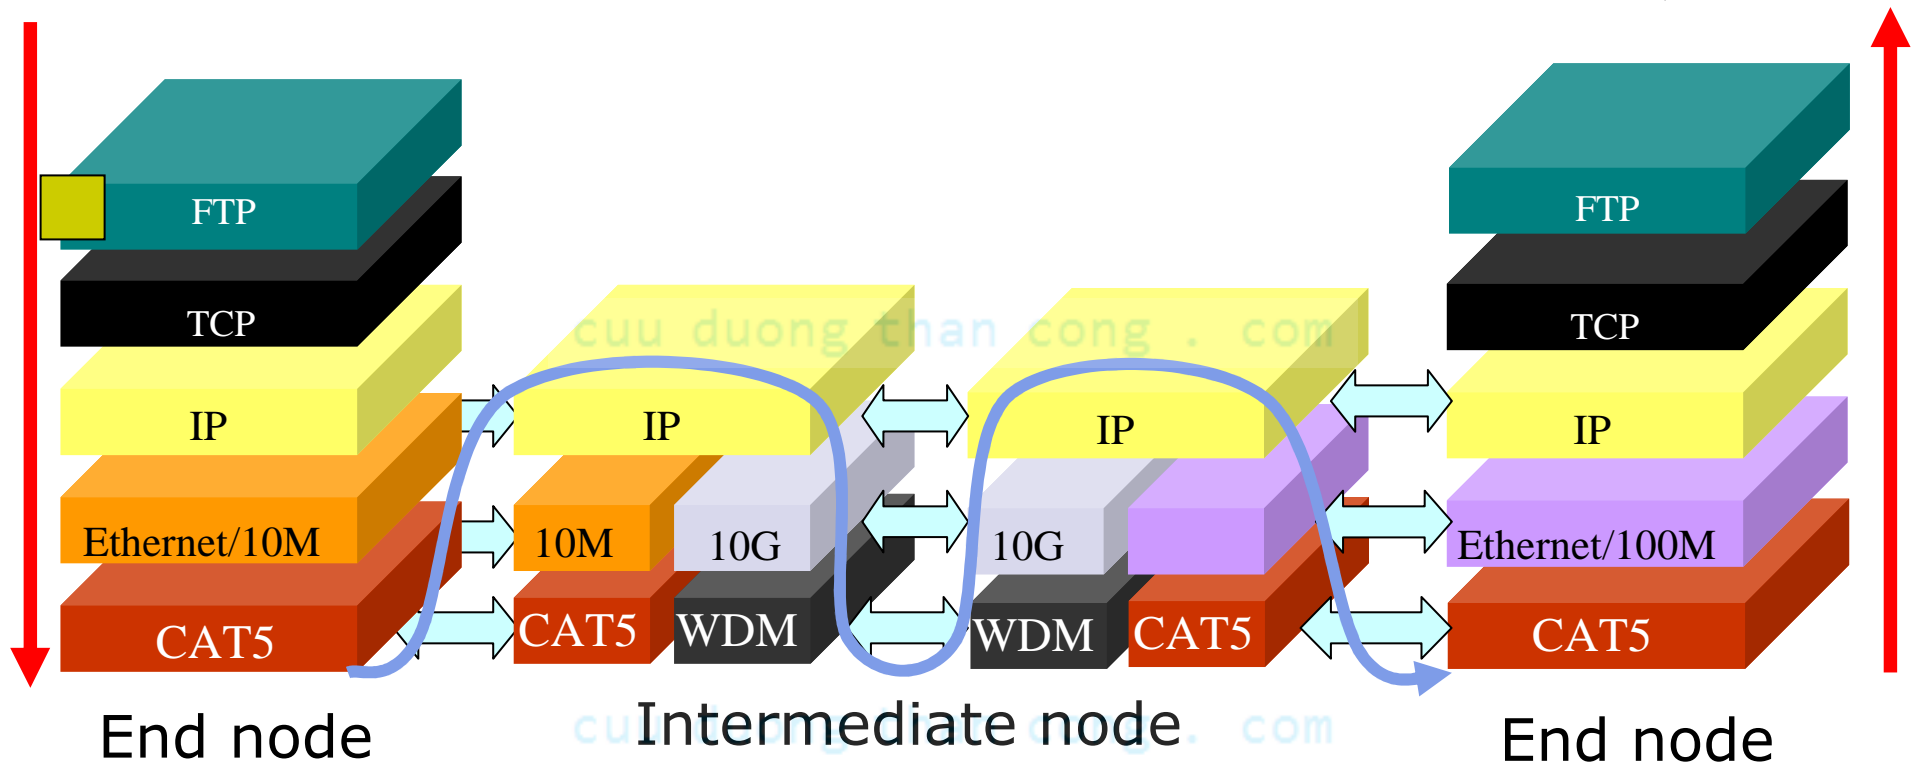 FTP
TCP
IP
Ethernet/10M
CAT5
IP
10M
10G
CAT5
WDM
IP
10G
WDM
CAT5
FTP
TCP
IP
Ethernet/100M
CAT5
cuu duong than cong . com
End node
Intermediate node
End node
cuu duong than cong . com